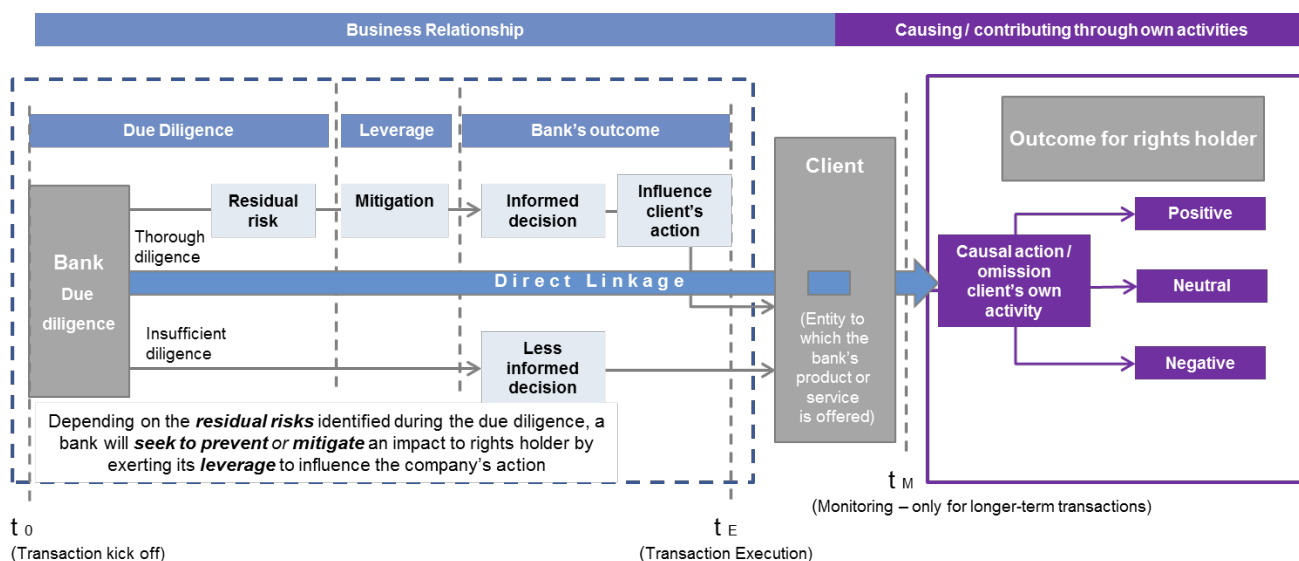 Business Relationship
Causing / contributing through own activities
Due Diligence
Leverage
Bank's outcome
Client
Outcome for rights holder
Bank
Due
diligence
Thorough
diligence
Residual
risk
Mitigation
Informed
decision
Influence
client's
action
Direct Linkage
Insufficient
diligence
Less
informed
decision
(Entity to
which the
bank's
product or
service
is offered)
Causal action /
omission
client's own
activity
Positive
Neutral
Negative
Depending on the residual risks identified during the due diligence, a
bank will seek to prevent or mitigate an impact to rights holder by
exerting its leverage to influence the company's action
t 0
(Transaction kick off)
t E
(Transaction Execution)
t M
(Monitoring – only for longer-term transactions)